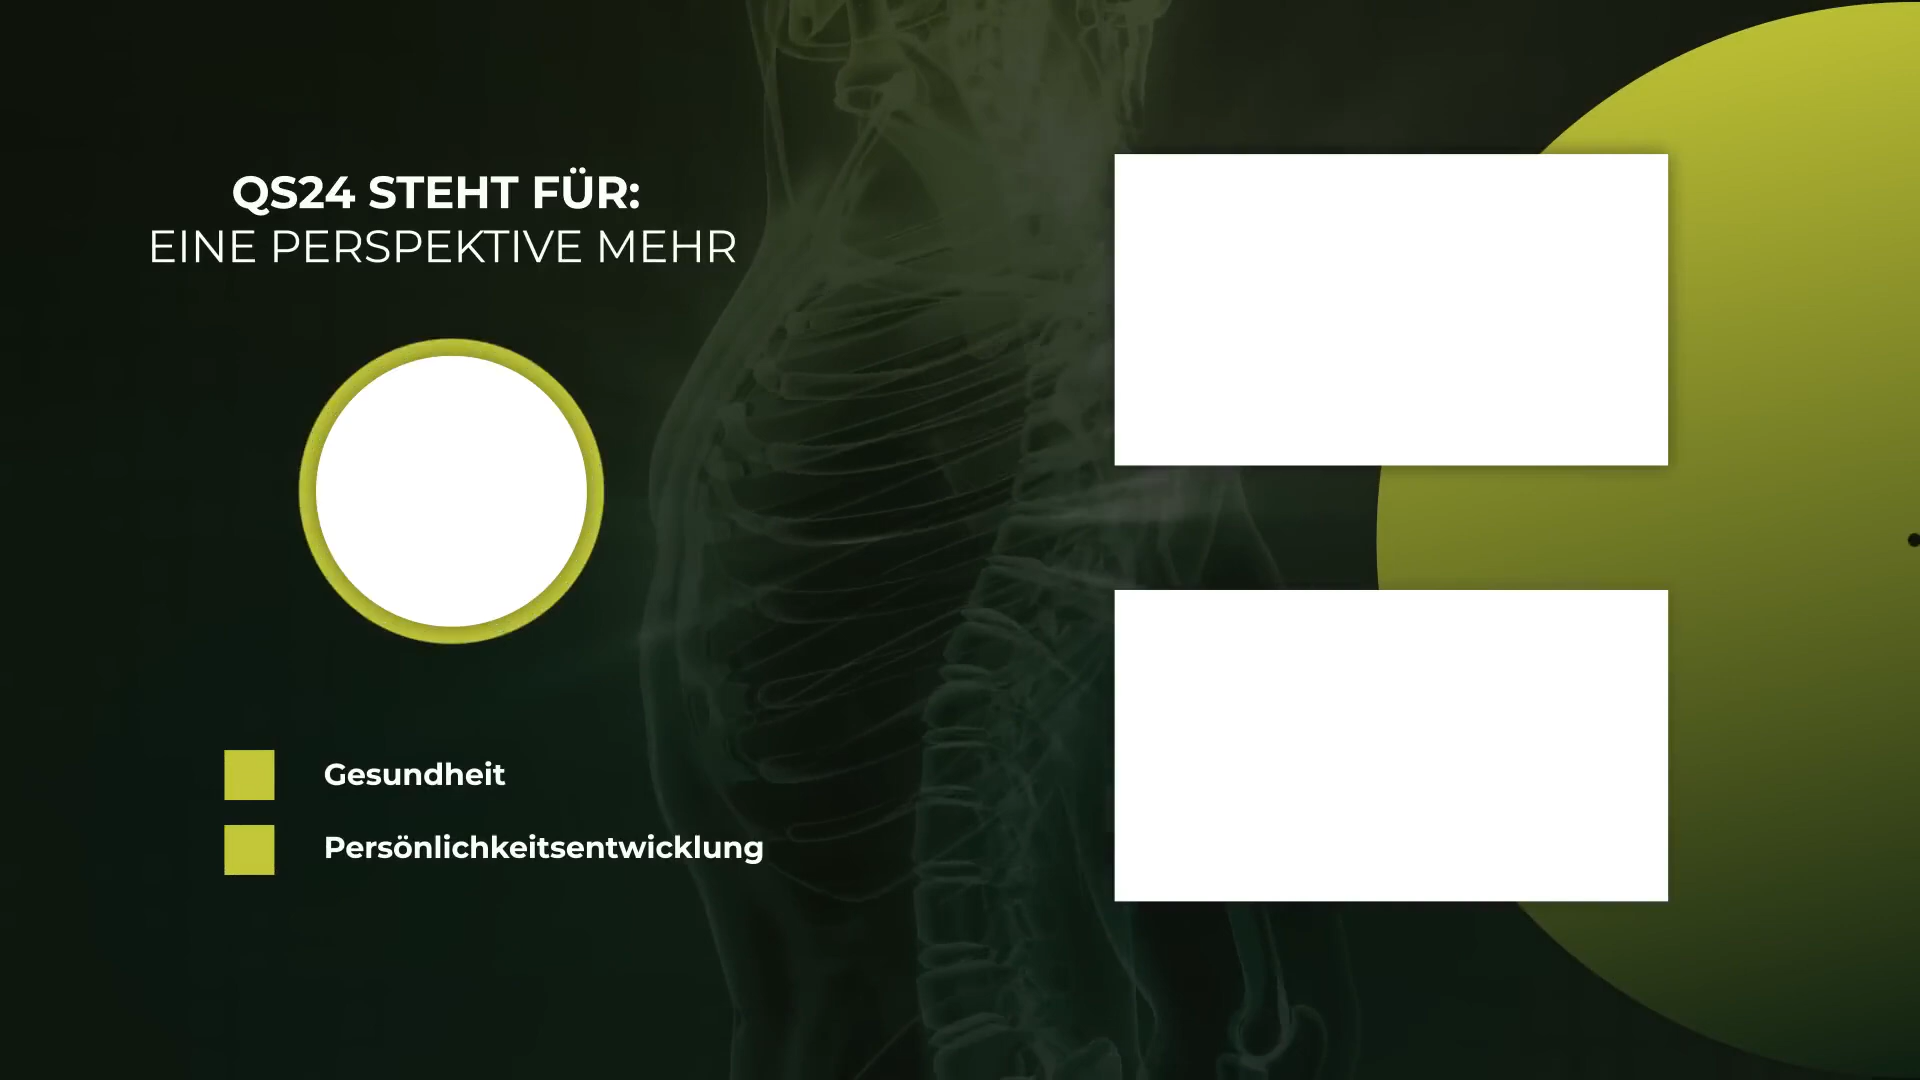 QS24 STEHT FÜR:
EINE PERSPEKTIVE MEHR
Gesundheit
Persönlichkeitsentwicklung